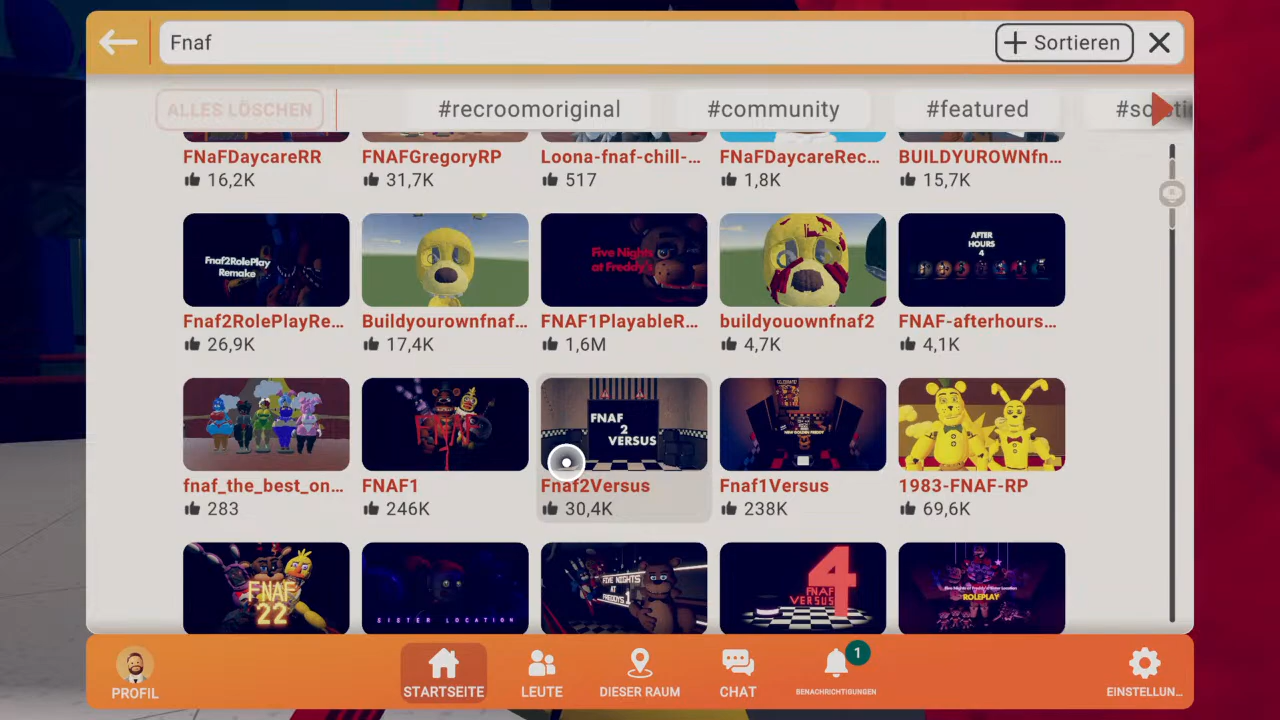 Fnaf
Sortieren
ALLES LÖSCHEN
#recroomoriginal
#community
#featured
FNaFDaycareRR
FNAFGregoryRP
Loona-fnaf-chill-...
FNaFDaycareRec...
BUILDYUROWNfn...
16,2K
31,7K
517
1,8K
15,7K
Fnaf2RolePlay
Remake
Five Nights
at Freddy's
AFTER
HOURS
4
Fnaf2RolePlayRe...
Buildyourownfnaf...
FNAF1PlayableR...
buildyouownfnaf2
FNAF-afterhours...
26,9K
17,4K
1,6M
4,7K
4,1K
FNAF
2
VERSUS
fnaf_the_best_on...
FNAF1
Fnaf2Versus
Fnaf1Versus
1983-FNAF-RP
283
246K
30,4K
238K
69,6K
FNAF
22
SISTER LOCATION
FIVE NIGHTS
AT
FREDDY'S
1
4
FNAF
VERSUS
ROLEPLAY
PROFIL
STARTSEITE
LEUTE
DIESER RAUM
CHAT
1
BENACHRICHTIGUNGEN
EINSTELLUN...